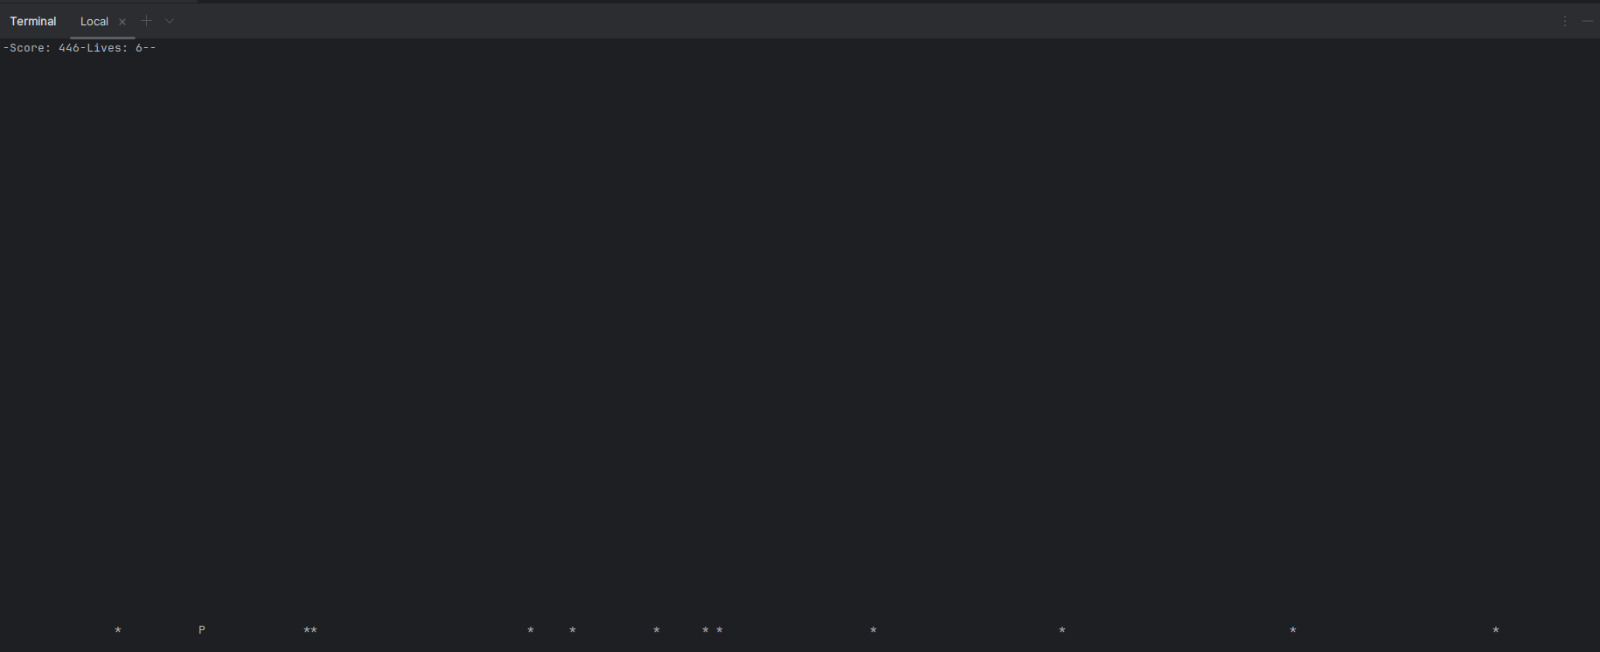 Terminal Local
-Score: 446-Lives: 6--
* P ** * * * * * * * * *